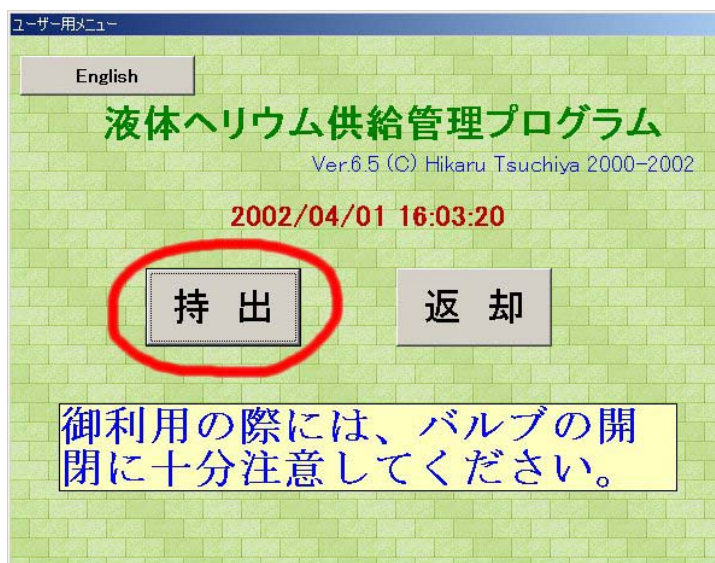 ユーザー用メニュー
English
液体ヘリウム供給管理プログラム
Ver.6.5 (C) Hikaru Tsuchiya 2000-2002
2002/04/01 16:03:20
持 出
返 却
御利用の際には、バルブの開
閉に十分注意してください。